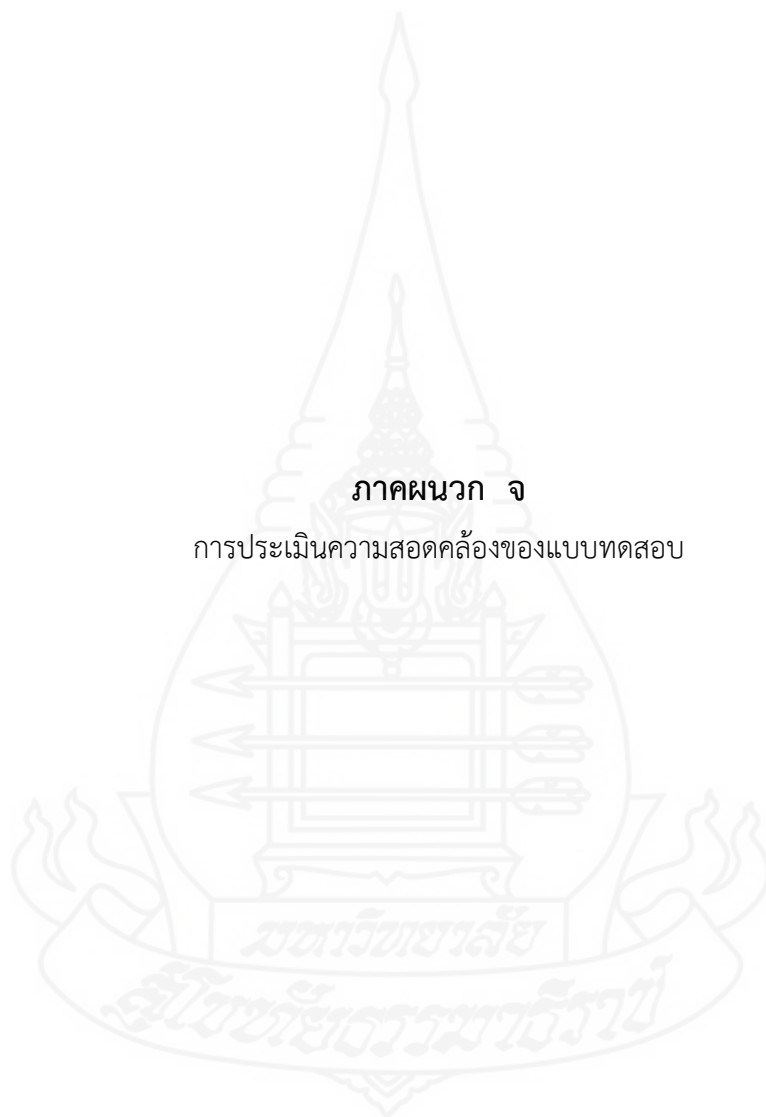 ภาคผนวก จ
การประเมินความสอดคล้องของแบบทดสอบ
มหาวิทยาลัย
สุโขทัยธรรมาธิราช